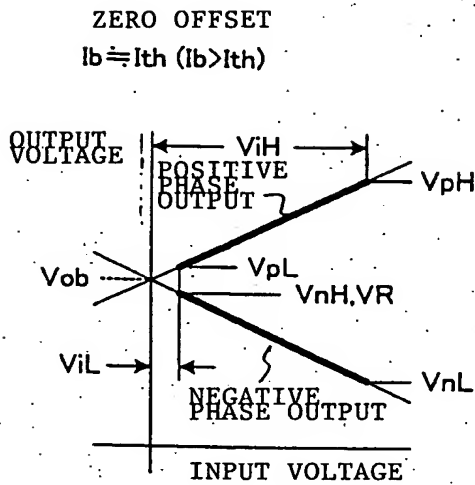 ZERO OFFSET
Ib≒Ith (Ib>Ith)
OUTPUT
VOLTAGE
ViH
POSITIVE
PHASE
OUTPUT
VpH
Vob
VpL
VnH,VR
ViL
VnL
NEGATIVE
PHASE OUTPUT
INPUT VOLTAGE